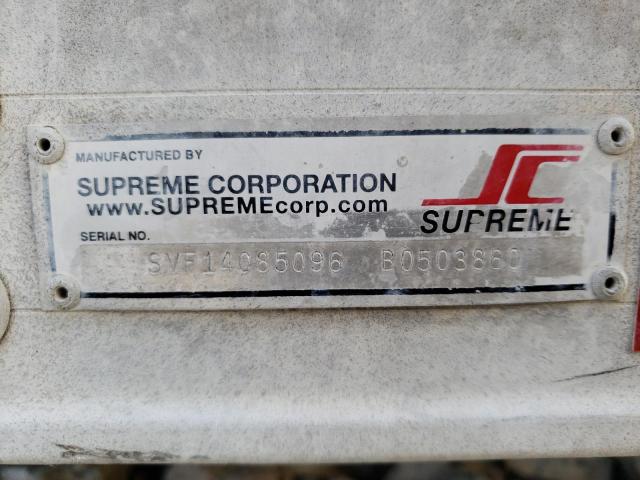 MANUFACTURED BY
SUPREME CORPORATION
www.SUPREMEcorp.com
SC
SUPREME
SERIAL NO.
SVF14085096 B0503860